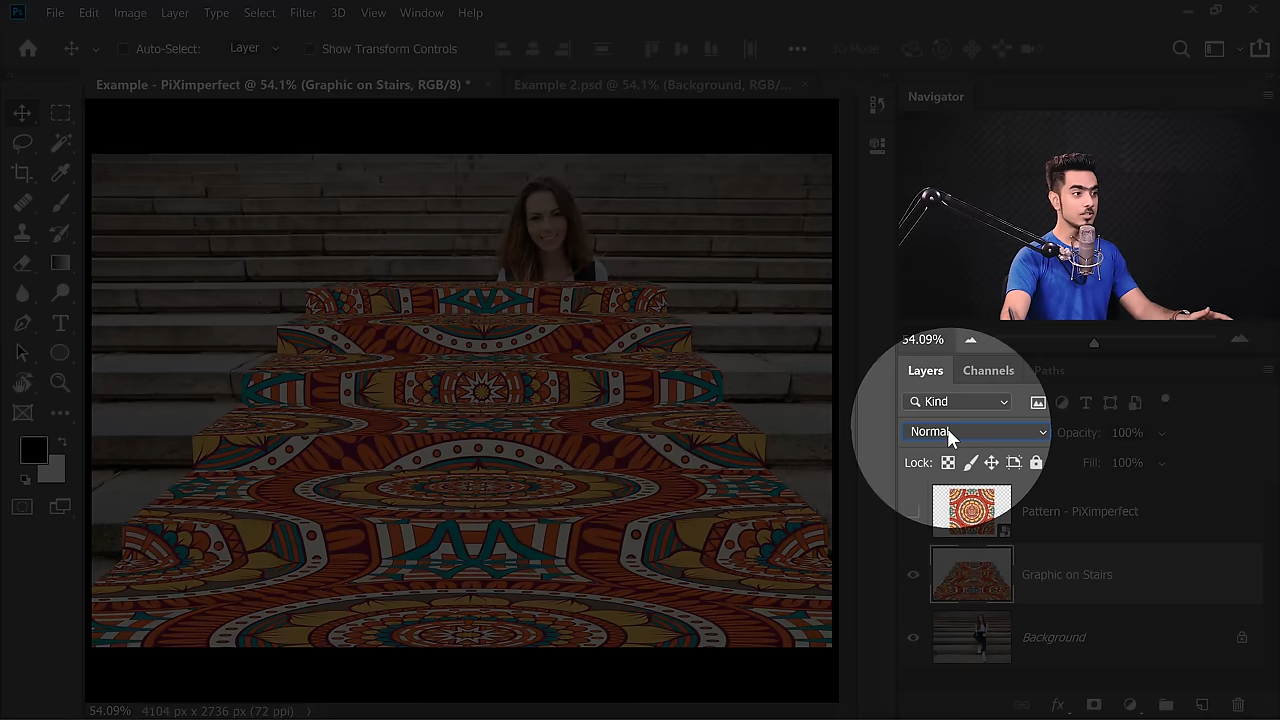 Ps File Edit Image Layer Type Select Filter 3D View Window Help
Auto-Select: Layer Show Transform Controls 3D Mode
Example - PiXimperfect @ 54.1% (Graphic on Stairs, RGB/8) * × Example 2.psd @ 54.1% (Background, RGB/... ×
Navigator
54.09%
Layers Channels Paths
Kind
Normal Opacity: 100%
Lock: Fill: 100%
Pattern - PiXimperfect
Graphic on Stairs
Background
54.09% 4104 px x 2736 px (72 ppi)